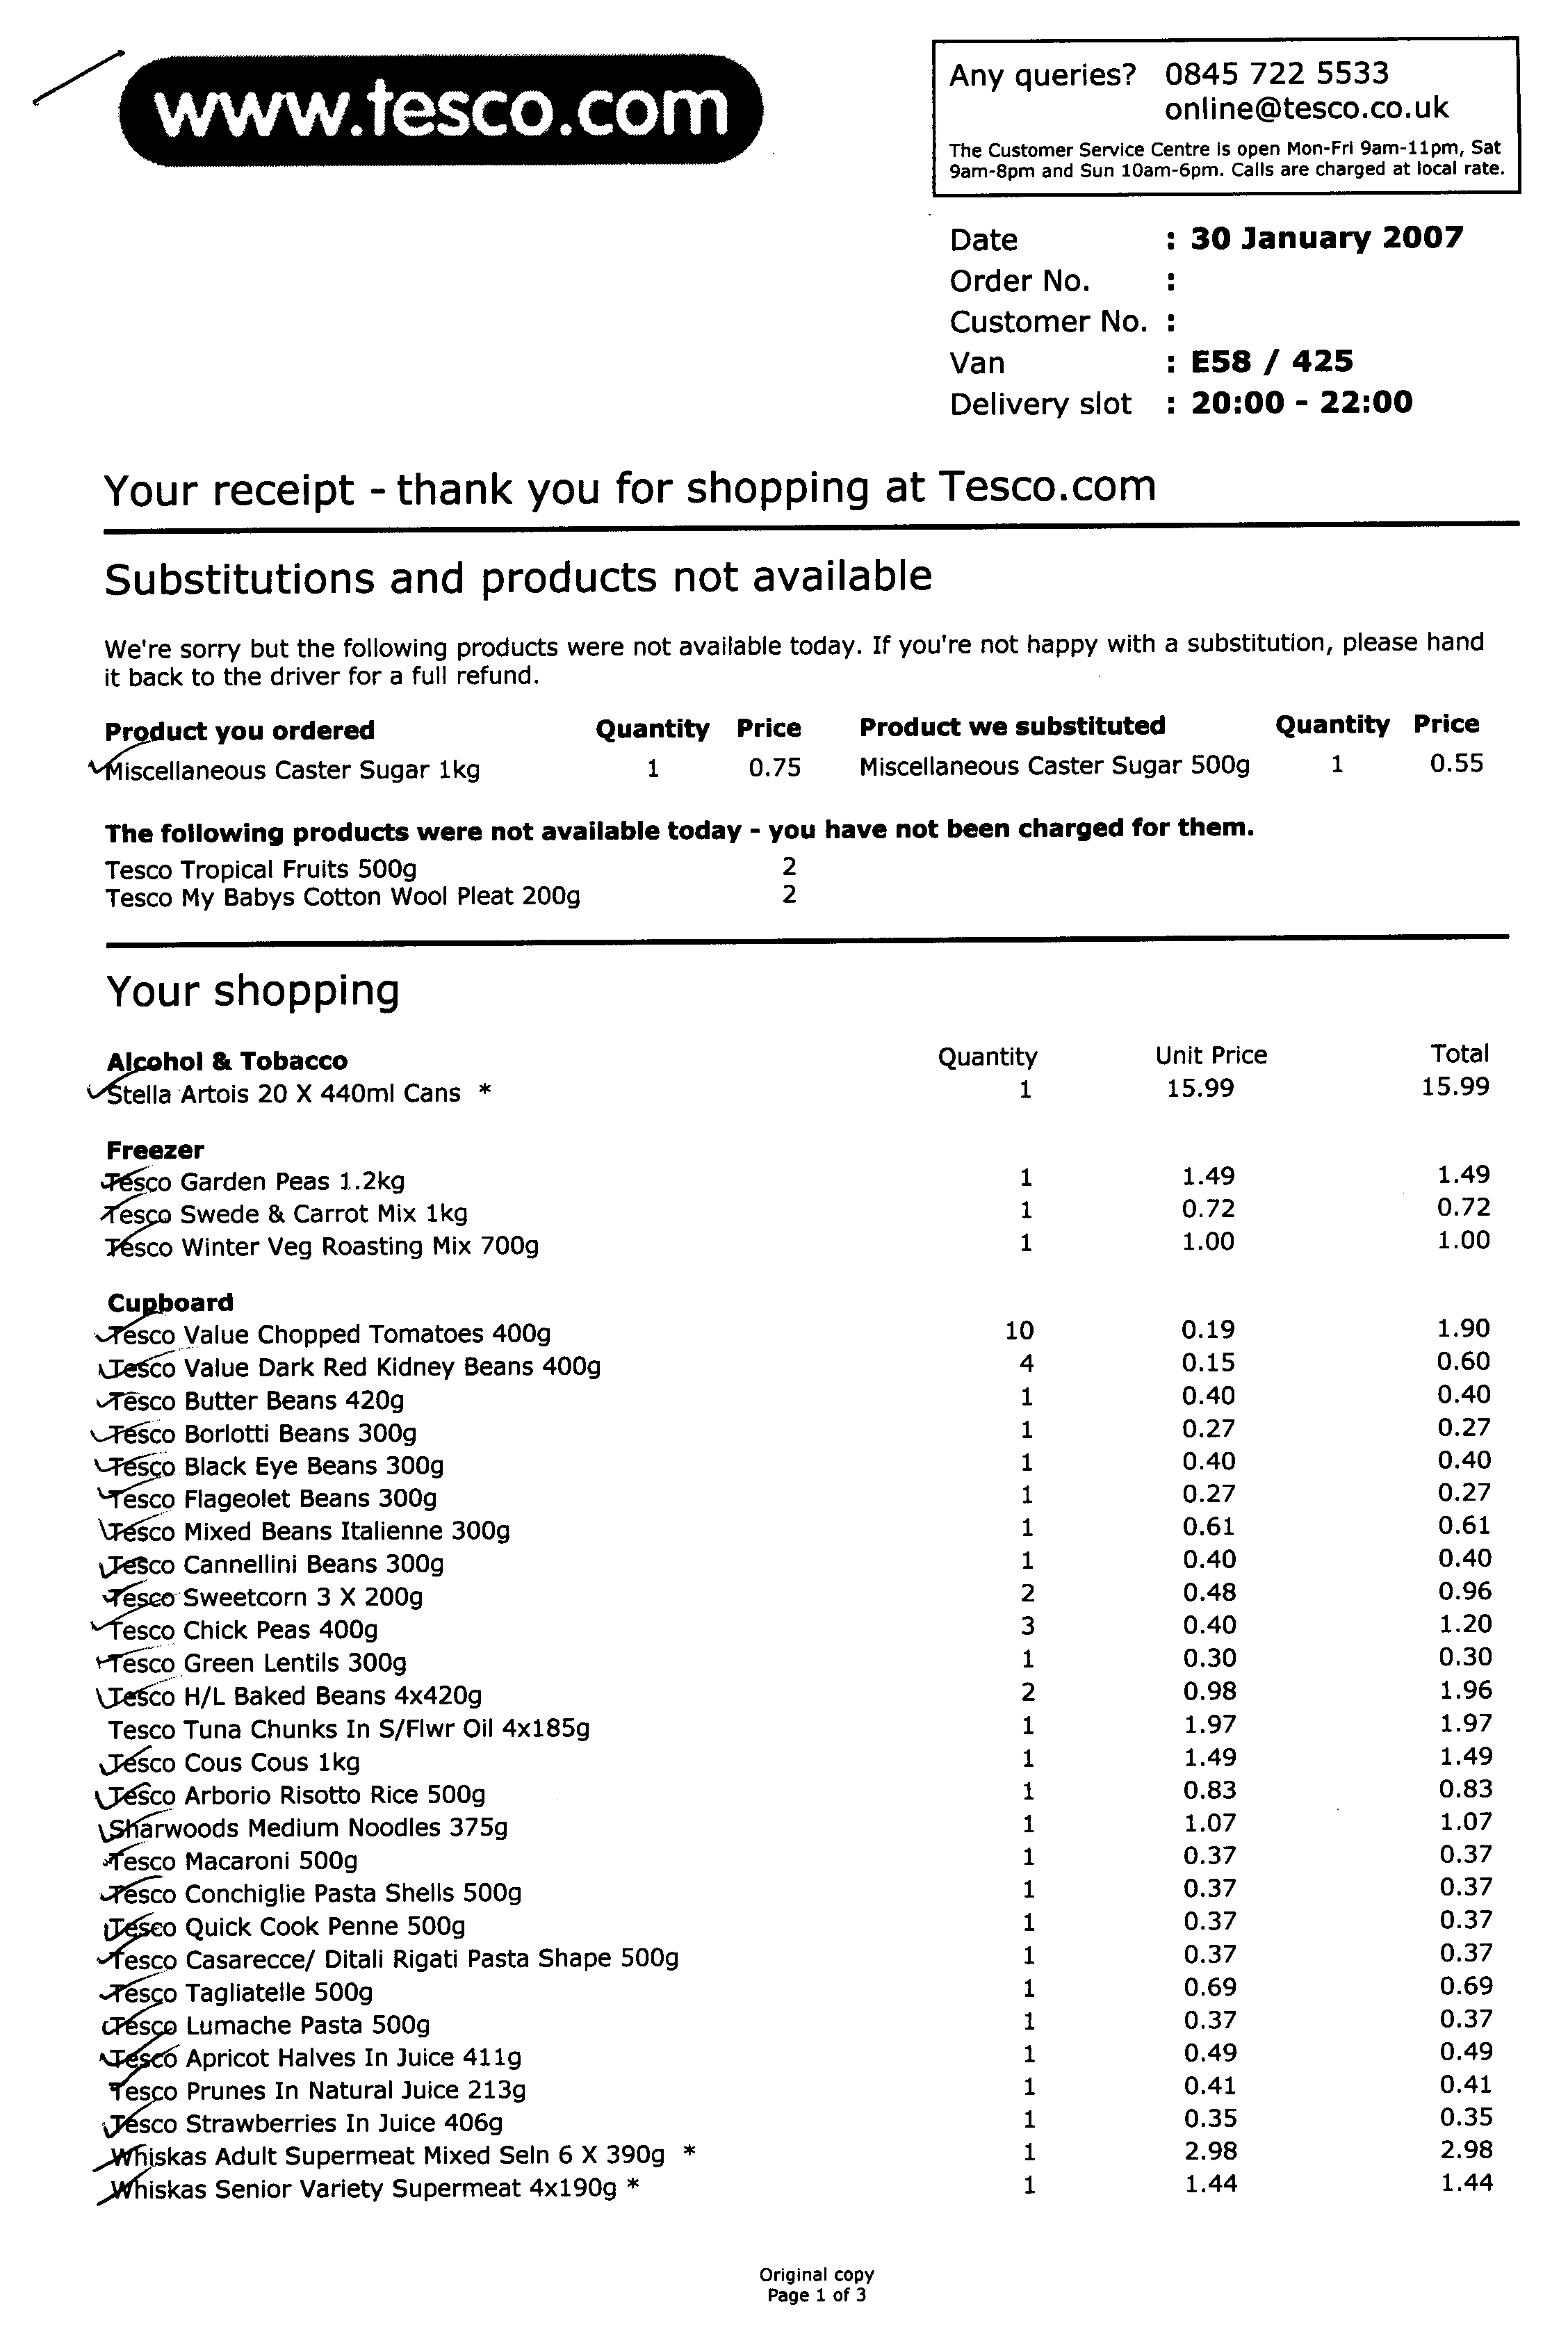 www.tesco.com
Any queries? 0845 722 5533
online@tesco.co.uk
The Customer Service Centre is open Mon-Fri 9am-11pm, Sat
9am-8pm and Sun 10am-6pm. Calls are charged at local rate.
Date : 30 January 2007
Order No. :
Customer No. :
Van : E58 / 425
Delivery slot : 20:00 - 22:00
Your receipt - thank you for shopping at Tesco.com
Substitutions and products not available
We're sorry but the following products were not available today. If you're not happy with a substitution, please hand
it back to the driver for a full refund.
Product you ordered Quantity Price Product we substituted Quantity Price
Miscellaneous Caster Sugar 1kg 1 0.75 Miscellaneous Caster Sugar 500g 1 0.55
The following products were not available today - you have not been charged for them.
Tesco Tropical Fruits 500g 2
Tesco My Babys Cotton Wool Pleat 200g 2
Your shopping
Alcohol & Tobacco Quantity Unit Price Total
Stella Artois 20 X 440ml Cans * 1 15.99 15.99
Freezer
Tesco Garden Peas 1.2kg 1 1.49 1.49
Tesco Swede & Carrot Mix 1kg 1 0.72 0.72
Tesco Winter Veg Roasting Mix 700g 1 1.00 1.00
Cupboard
Tesco Value Chopped Tomatoes 400g 10 0.19 1.90
Tesco Value Dark Red Kidney Beans 400g 4 0.15 0.60
Tesco Butter Beans 420g 1 0.40 0.40
Tesco Borlotti Beans 300g 1 0.27 0.27
Tesco Black Eye Beans 300g 1 0.40 0.40
Tesco Flageolet Beans 300g 1 0.27 0.27
Tesco Mixed Beans Italienne 300g 1 0.61 0.61
Tesco Cannellini Beans 300g 1 0.40 0.40
Tesco Sweetcorn 3 X 200g 2 0.48 0.96
Tesco Chick Peas 400g 3 0.40 1.20
Tesco Green Lentils 300g 1 0.30 0.30
Tesco H/L Baked Beans 4x420g 2 0.98 1.96
Tesco Tuna Chunks In S/Flwr Oil 4x185g 1 1.97 1.97
Tesco Cous Cous 1kg 1 1.49 1.49
Tesco Arborio Risotto Rice 500g 1 0.83 0.83
Sharwoods Medium Noodles 375g 1 1.07 1.07
Tesco Macaroni 500g 1 0.37 0.37
Tesco Conchiglie Pasta Shells 500g 1 0.37 0.37
Tesco Quick Cook Penne 500g 1 0.37 0.37
Tesco Casarecce/ Ditali Rigati Pasta Shape 500g 1 0.37 0.37
Tesco Tagliatelle 500g 1 0.69 0.69
Tesco Lumache Pasta 500g 1 0.37 0.37
Tesco Apricot Halves In Juice 411g 1 0.49 0.49
Tesco Prunes In Natural Juice 213g 1 0.41 0.41
Tesco Strawberries In Juice 406g 1 0.35 0.35
Whiskas Adult Supermeat Mixed Seln 6 X 390g * 1 2.98 2.98
Whiskas Senior Variety Supermeat 4x190g * 1 1.44 1.44
Original copy
Page 1 of 3